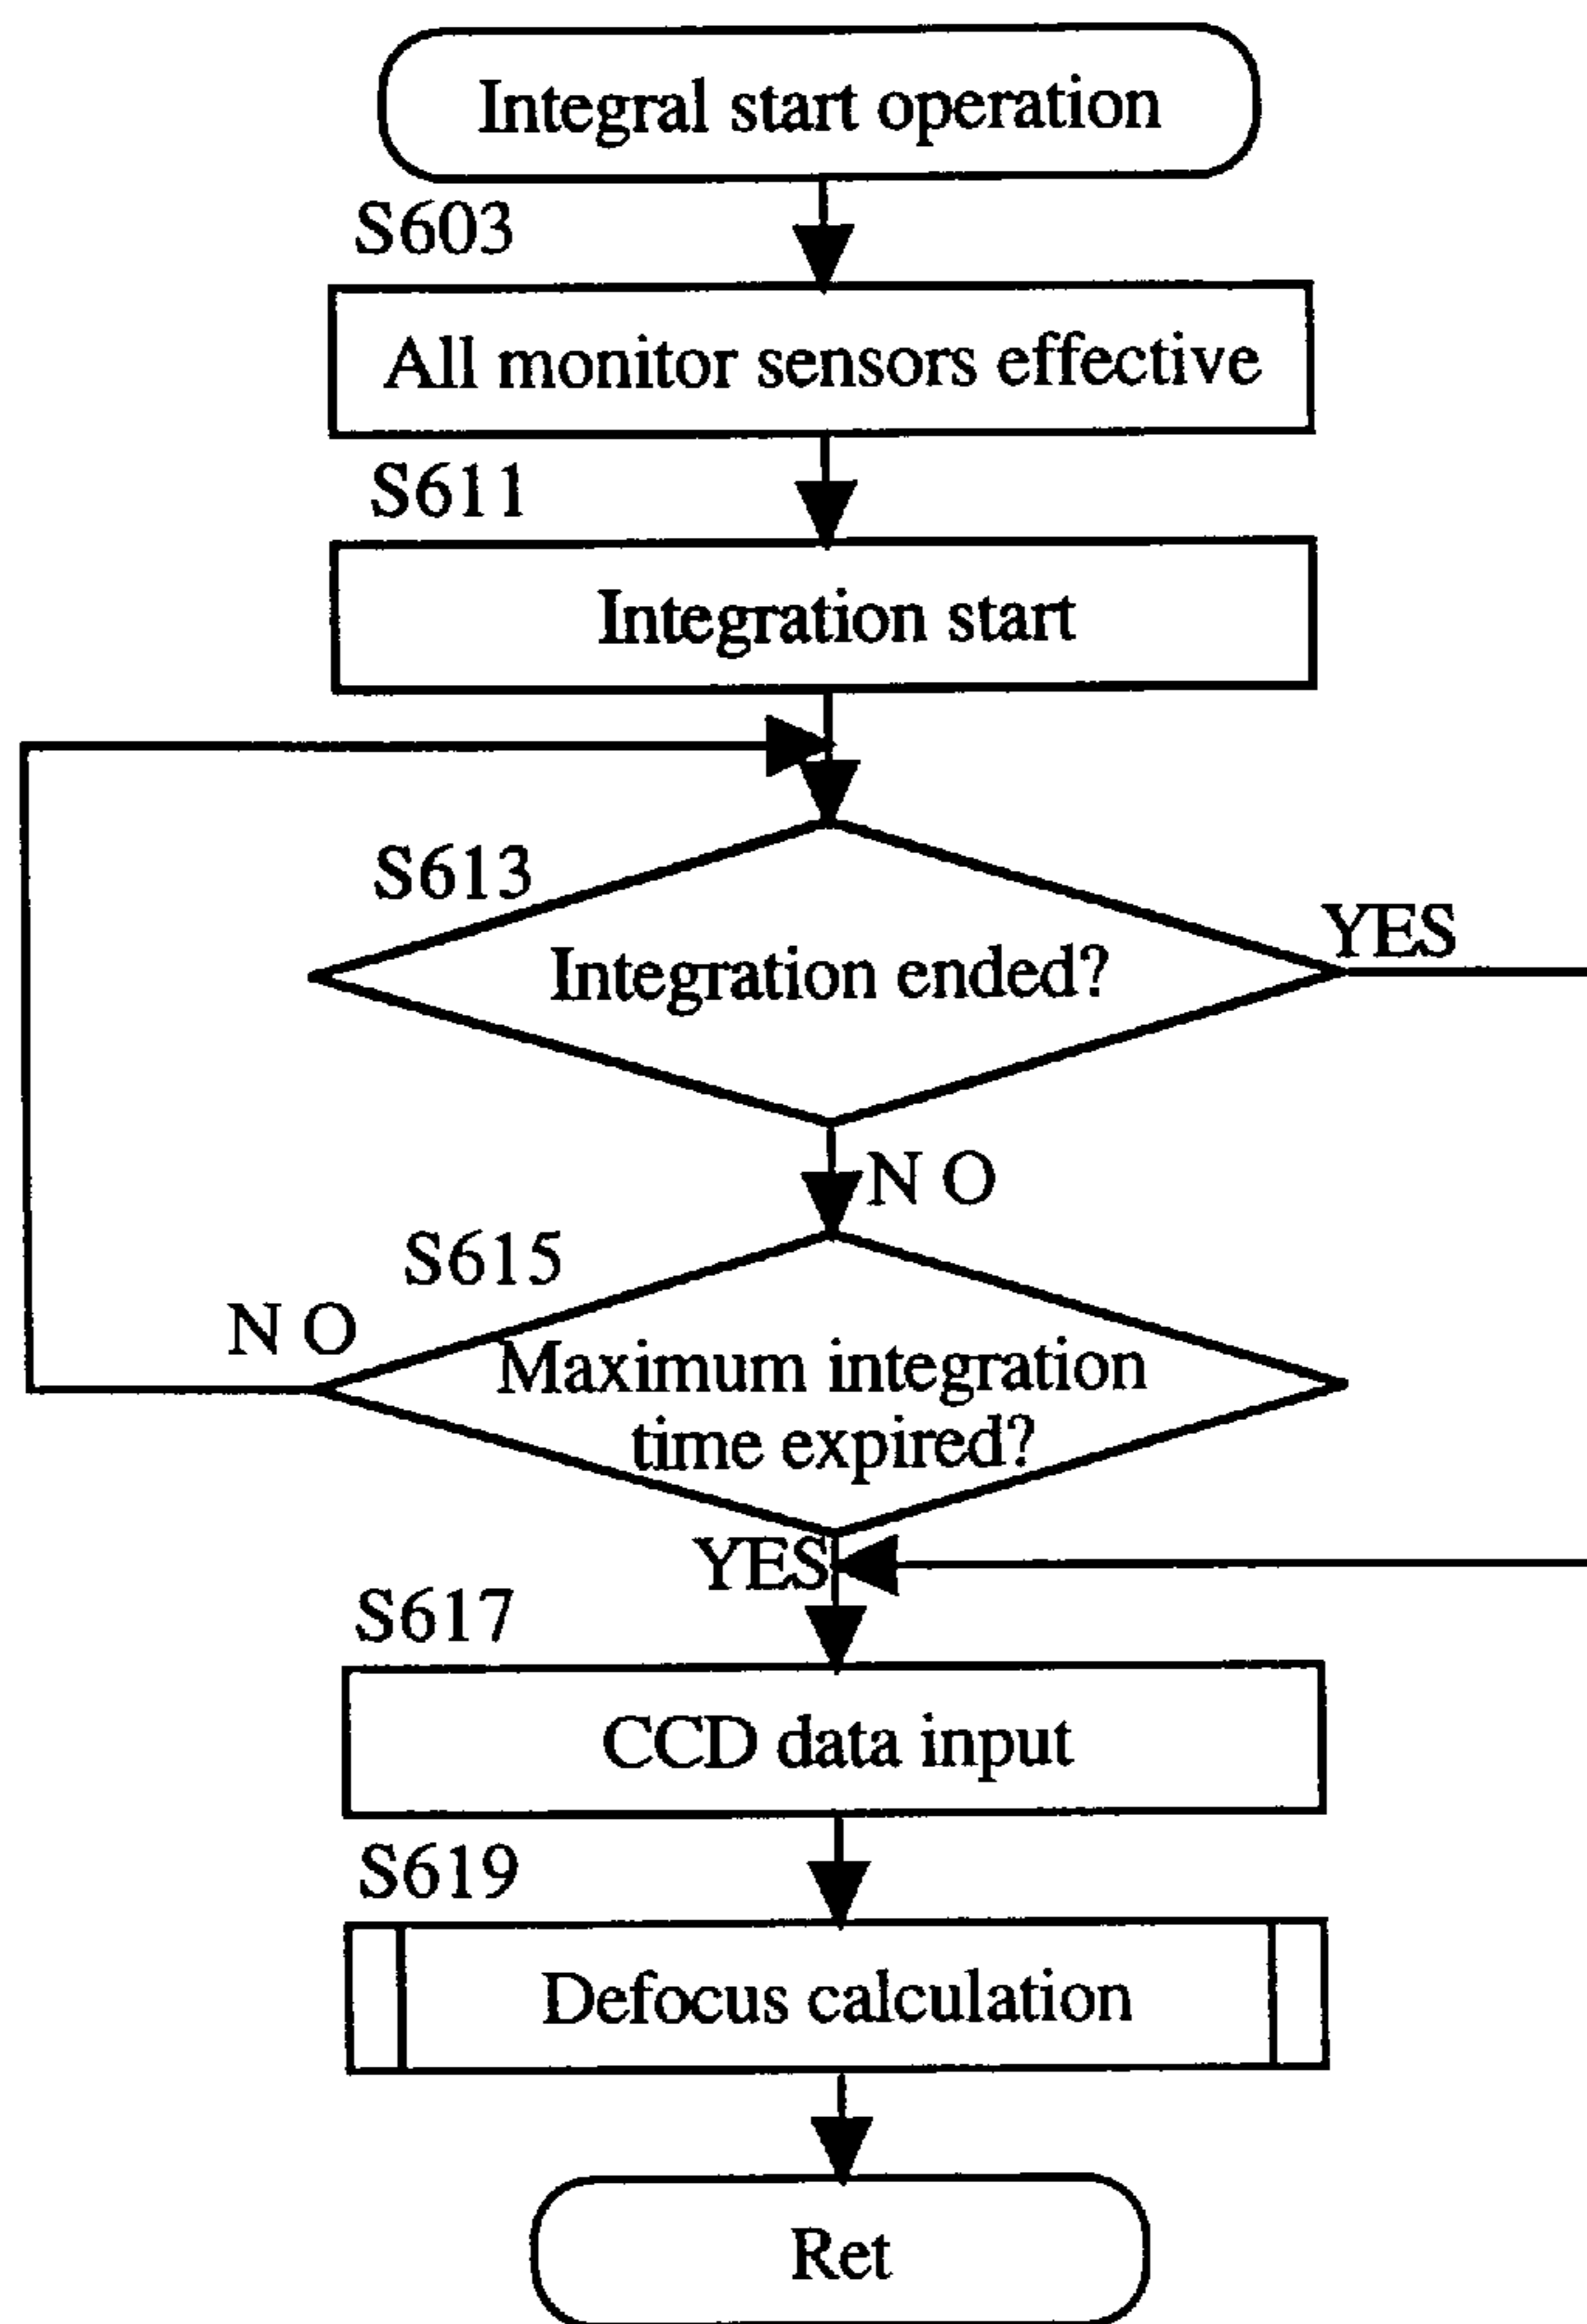 Integral start operation
S603
All monitor sensors effective
S611
Integration start
S613
YES
Integration ended?
N O
S615
N O
Maximum integration
time expired?
YES
S617
CCD data input
S619
Defocus calculation
Ret